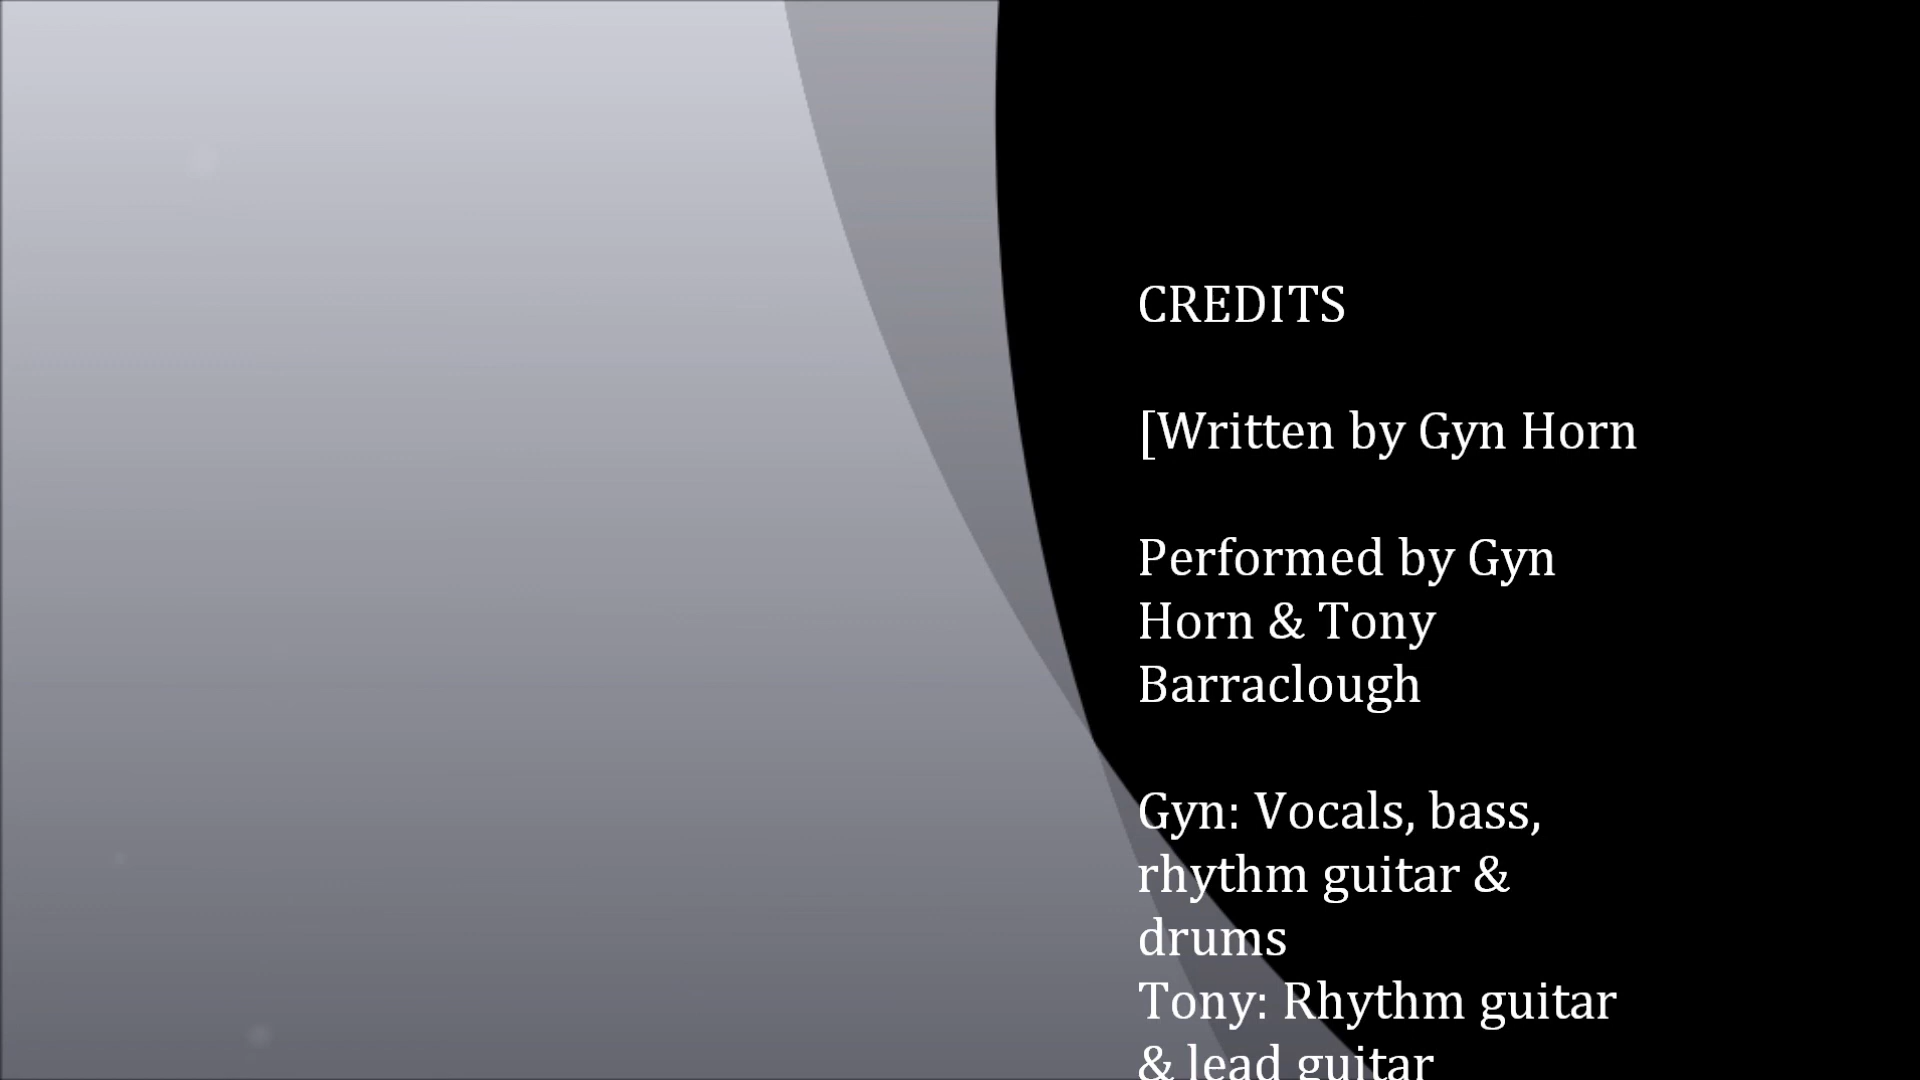 CREDITS
[Written by Gyn Horn
Performed by Gyn
Horn & Tony
Barraclough
Gyn: Vocals, bass,
rhythm guitar &
drums
Tony: Rhythm guitar
& lead guitar